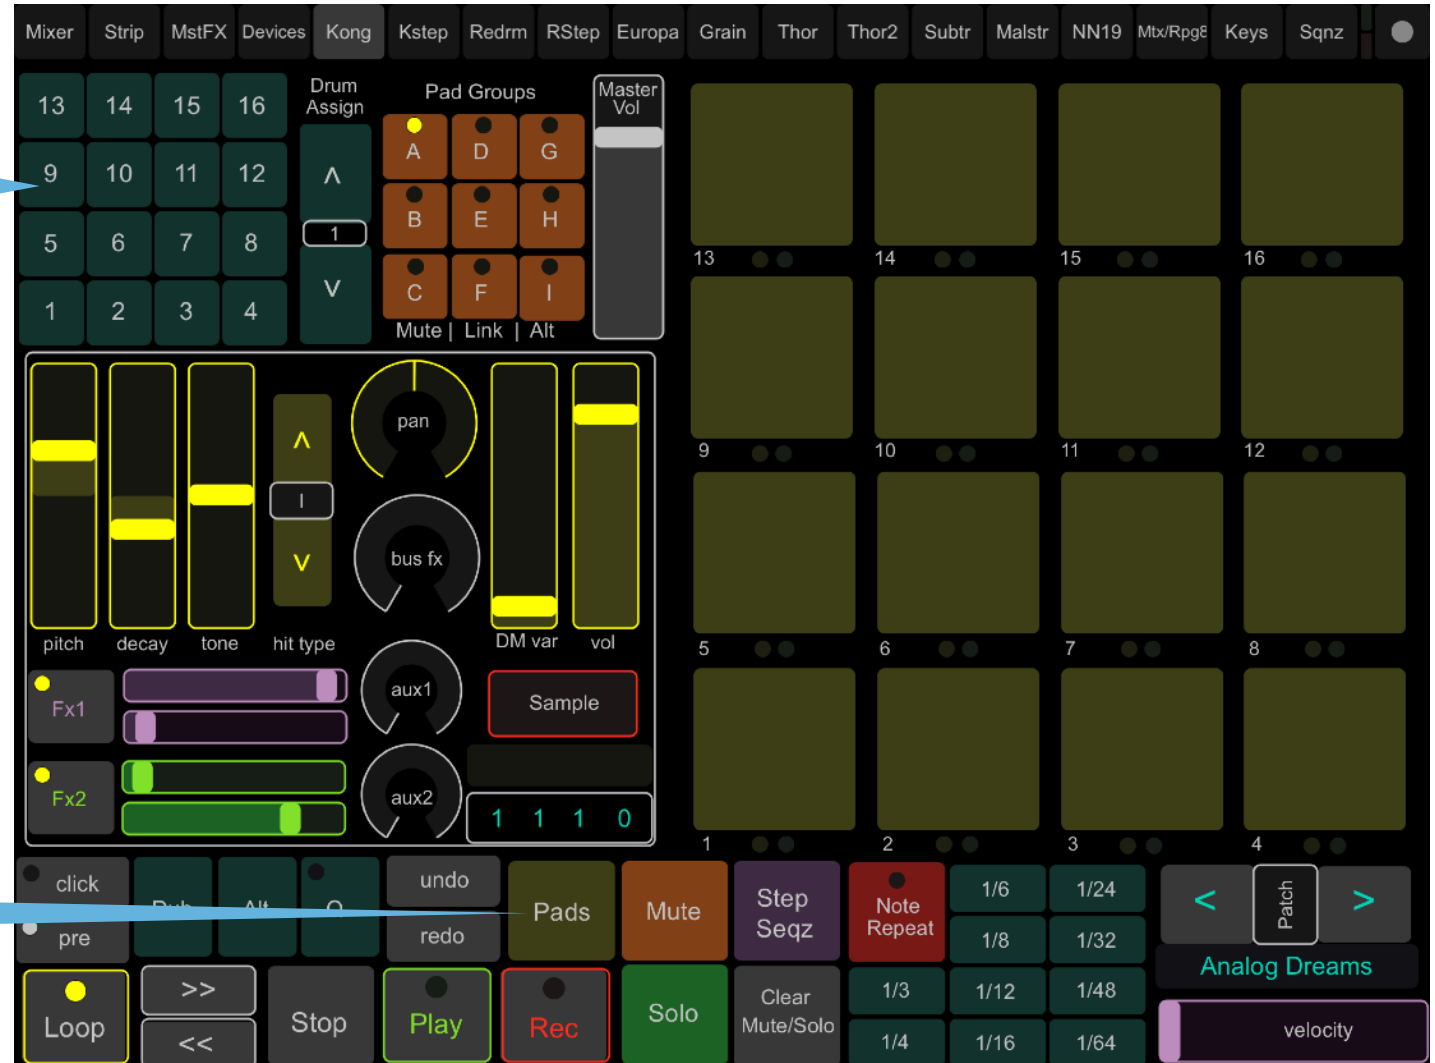 Mixer Strip MstFX Devices Kong Kstep Redrm RStep Europa Grain Thor Thor2 Subtr Malstr NN19 Mtx/Rpg8 Keys Sqnz
13 14 15 16
9 10 11 12
5 6 7 8
1 2 3 4
Drum
Assign
^
1
v
Pad Groups
A D G
B E H
C F I
Mute | Link | Alt
Master
Vol
13 14 15 16
9 10 11 12
5 6 7 8
1 2 3 4
pitch decay tone hit type
^
I
v
pan
bus fx
aux1
aux2
DM var vol
Fx1
Fx2
Sample
1 1 1 0
click
pre
undo
redo
Pads
Mute
Step
Seqz
Note
Repeat
1/6 1/24
1/8 1/32
1/3 1/12 1/48
1/4 1/16 1/64
< Patch >
Analog Dreams
velocity
Loop
>>
<<
Stop
Play
Rec
Solo
Clear
Mute/Solo